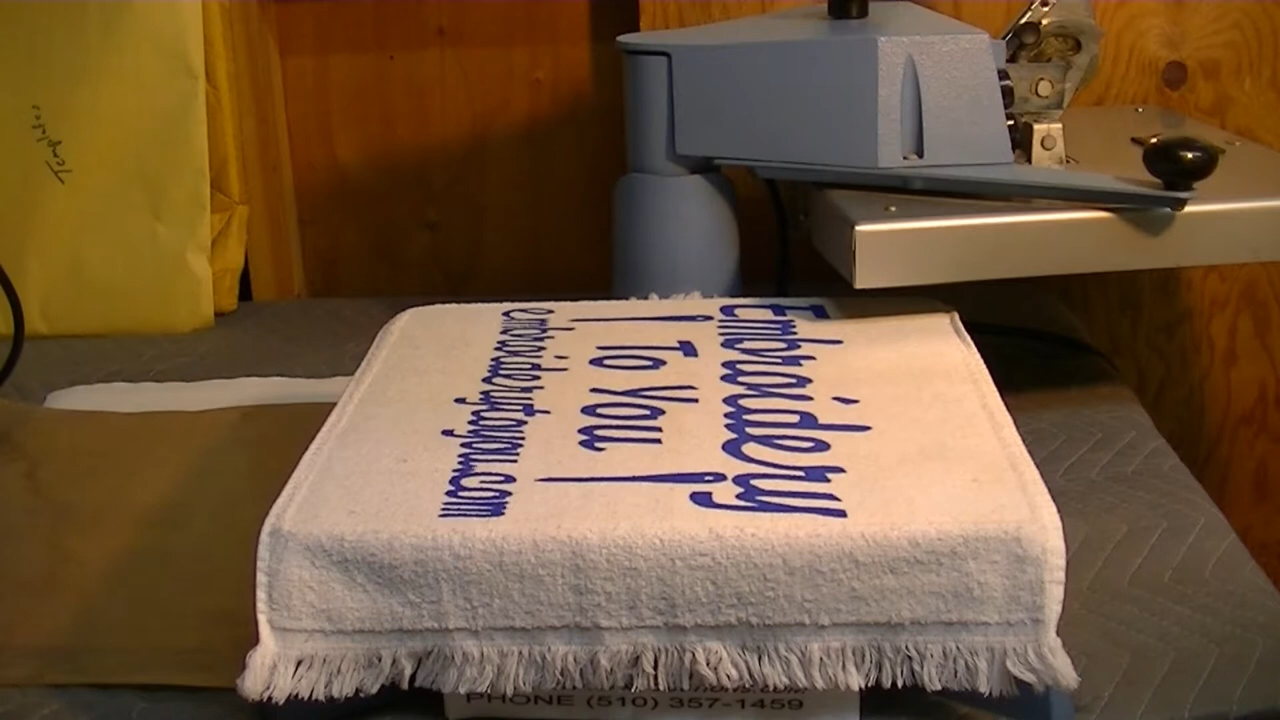 Templates
Embroidery
To You
embroiderytoyou.com
PHONE (510) 357-1459